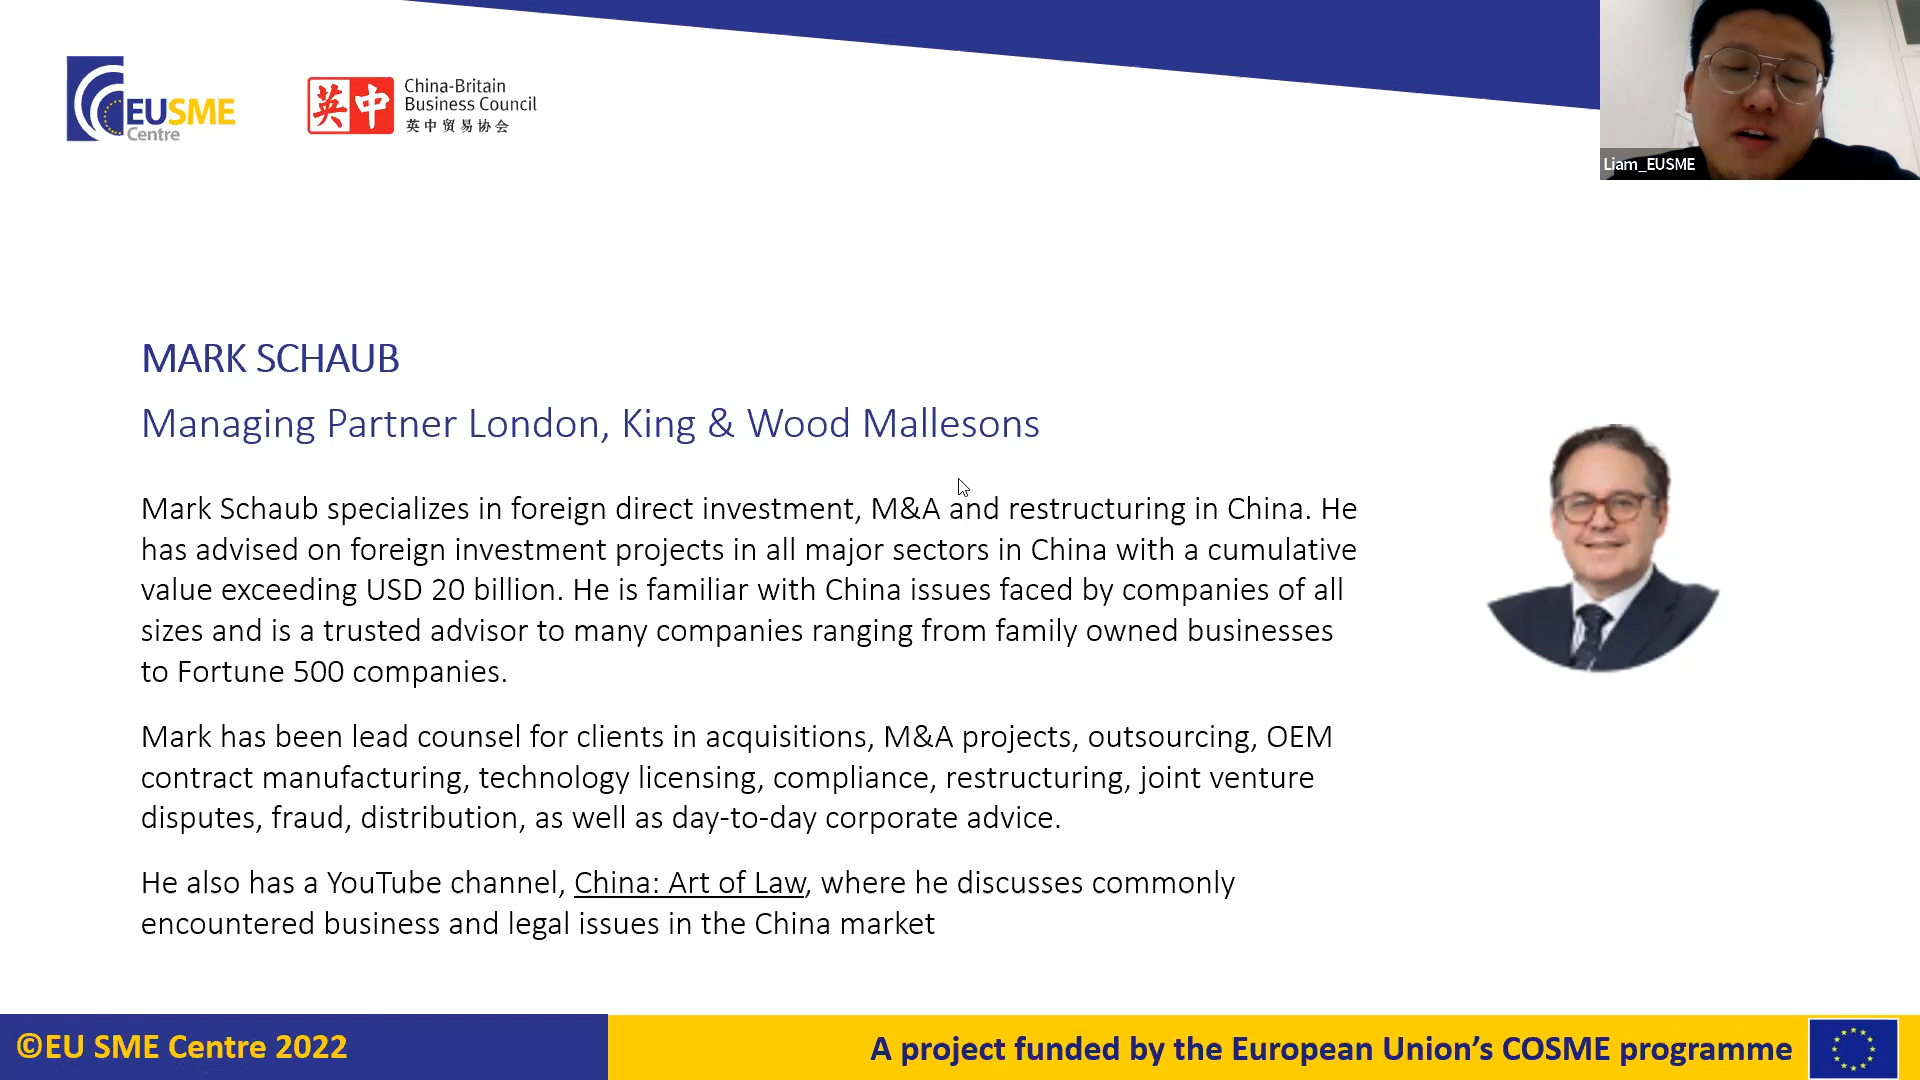 EUSME
Centre
英中
China-Britain
Business Council
英中贸易协会
Liam_EUSME
MARK SCHAUB
Managing Partner London, King & Wood Mallesons
Mark Schaub specializes in foreign direct investment, M&A and restructuring in China. He
has advised on foreign investment projects in all major sectors in China with a cumulative
value exceeding USD 20 billion. He is familiar with China issues faced by companies of all
sizes and is a trusted advisor to many companies ranging from family owned businesses
to Fortune 500 companies.
Mark has been lead counsel for clients in acquisitions, M&A projects, outsourcing, OEM
contract manufacturing, technology licensing, compliance, restructuring, joint venture
disputes, fraud, distribution, as well as day-to-day corporate advice.
He also has a YouTube channel, China: Art of Law, where he discusses commonly
encountered business and legal issues in the China market
©EU SME Centre 2022
A project funded by the European Union’s COSME programme